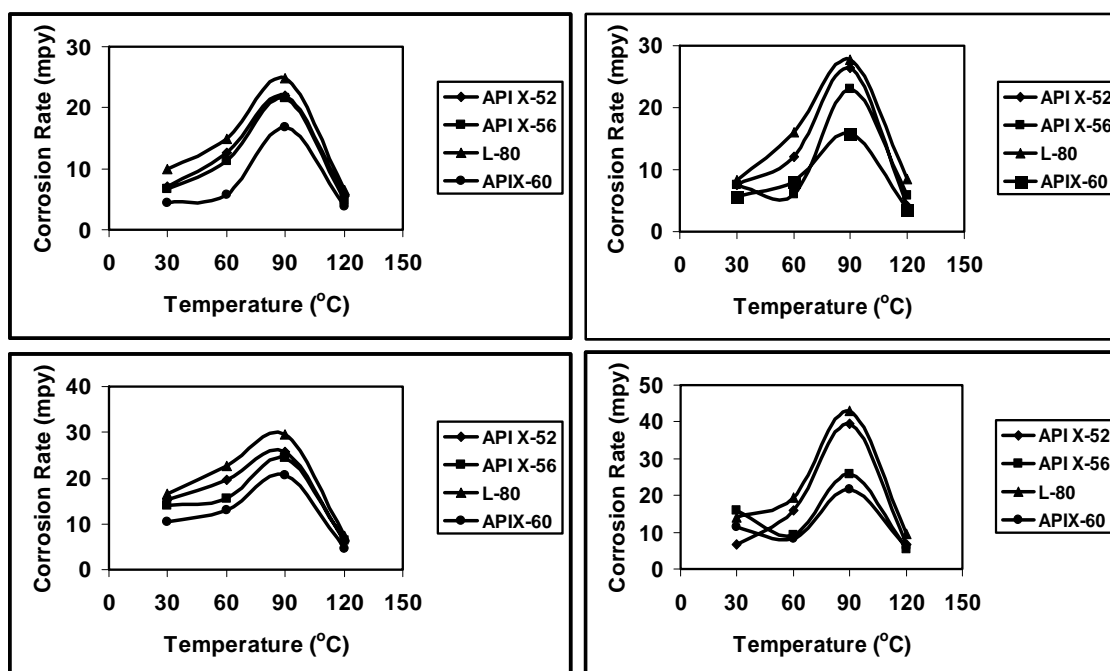 Corrosion Rate (mpy)
30
20
10
0
0 30 60 90 120 150
Temperature (°C)
API X-52
API X-56
L-80
APIX-60
Corrosion Rate (mpy)
30
20
10
0
0 30 60 90 120 150
Temperature (°C)
API X-52
API X-56
L-80
APIX-60
Corrosion Rate (mpy)
40
30
20
10
0
0 30 60 90 120 150
Temperature (°C)
API X-52
API X-56
L-80
APIX-60
Corrosion Rate (mpy)
50
40
30
20
10
0
0 30 60 90 120 150
Temperature (°C)
API X-52
API X-56
L-80
APIX-60